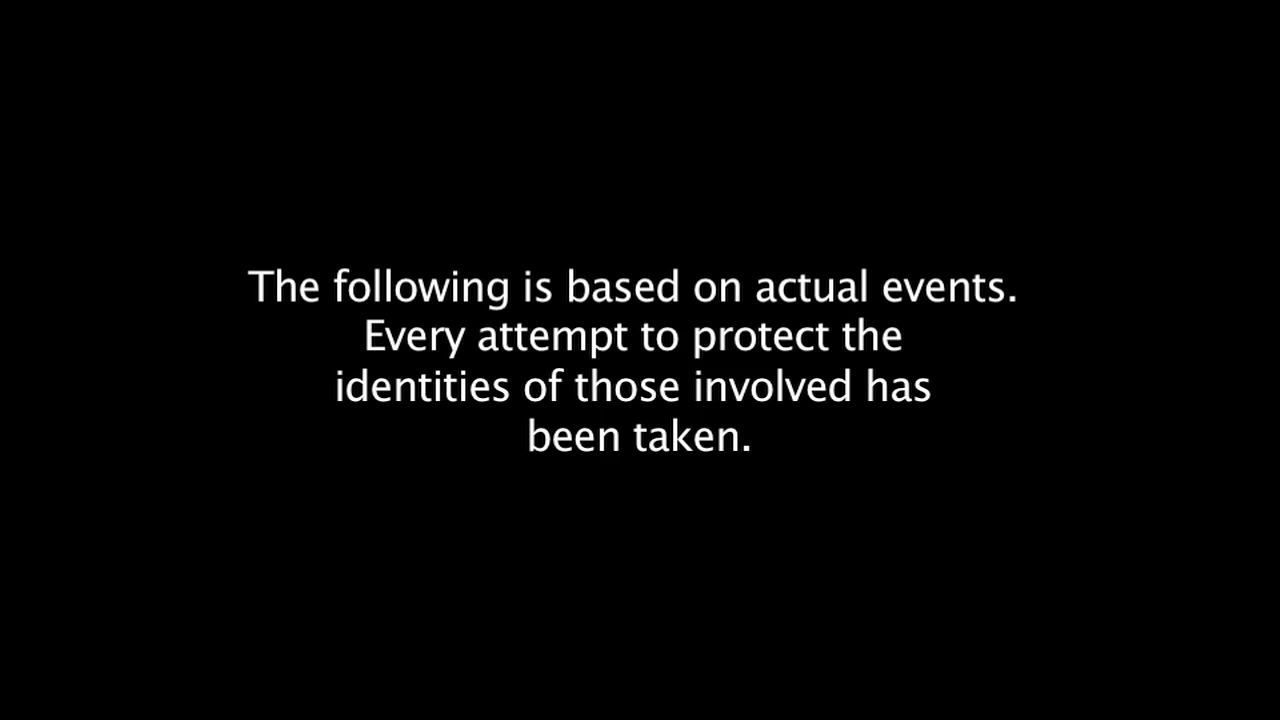 The following is based on actual events.
Every attempt to protect the
identities of those involved has
been taken.